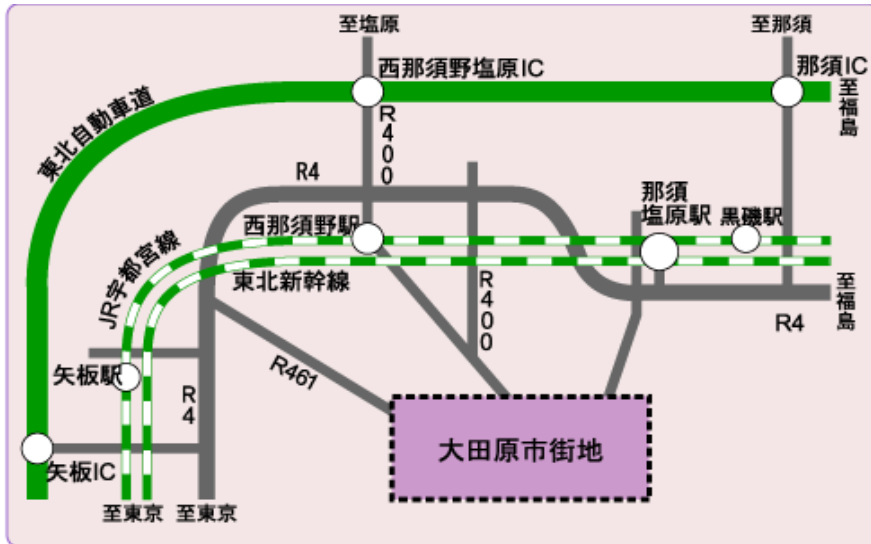 至塩原
至那須
西那須野塩原IC
那須IC
至福島
東北自動車道
R400
R4
那須
塩原駅
黒磯駅
西那須野駅
JR宇都宮線
東北新幹線
R400
至福島
R4
矢板駅
R4
R461
大田原市街地
矢板IC
至東京
至東京